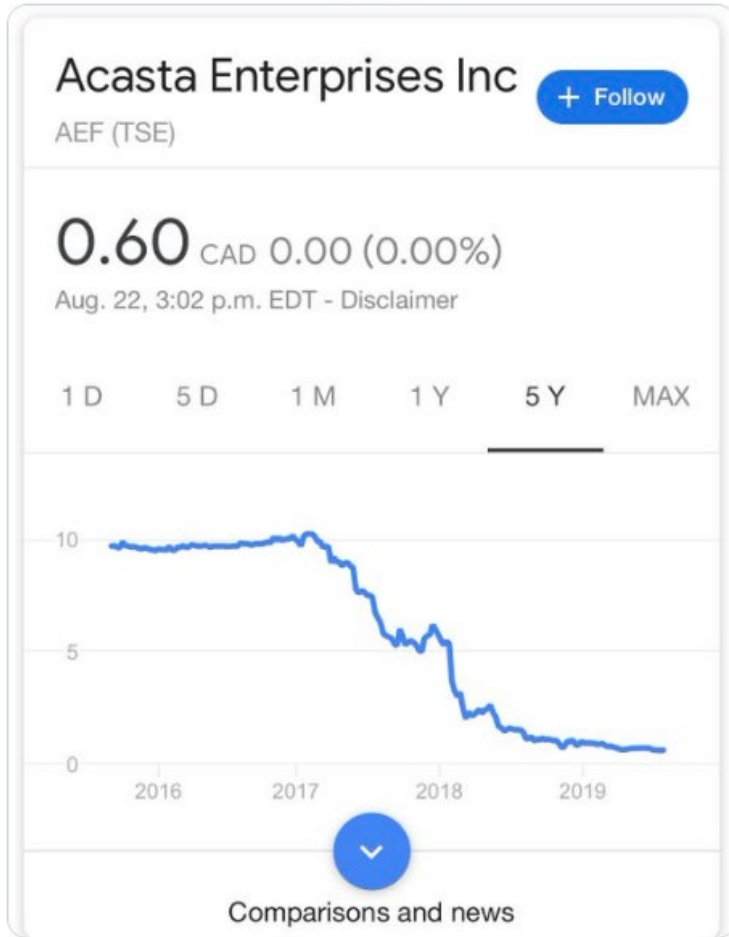 Acasta Enterprises Inc
+ Follow
AEF (TSE)
0.60 CAD 0.00 (0.00%)
Aug. 22, 3:02 p.m. EDT - Disclaimer
1 D 5 D 1 M 1 Y 5 Y MAX
10
5
0
2016 2017 2018 2019
Comparisons and news